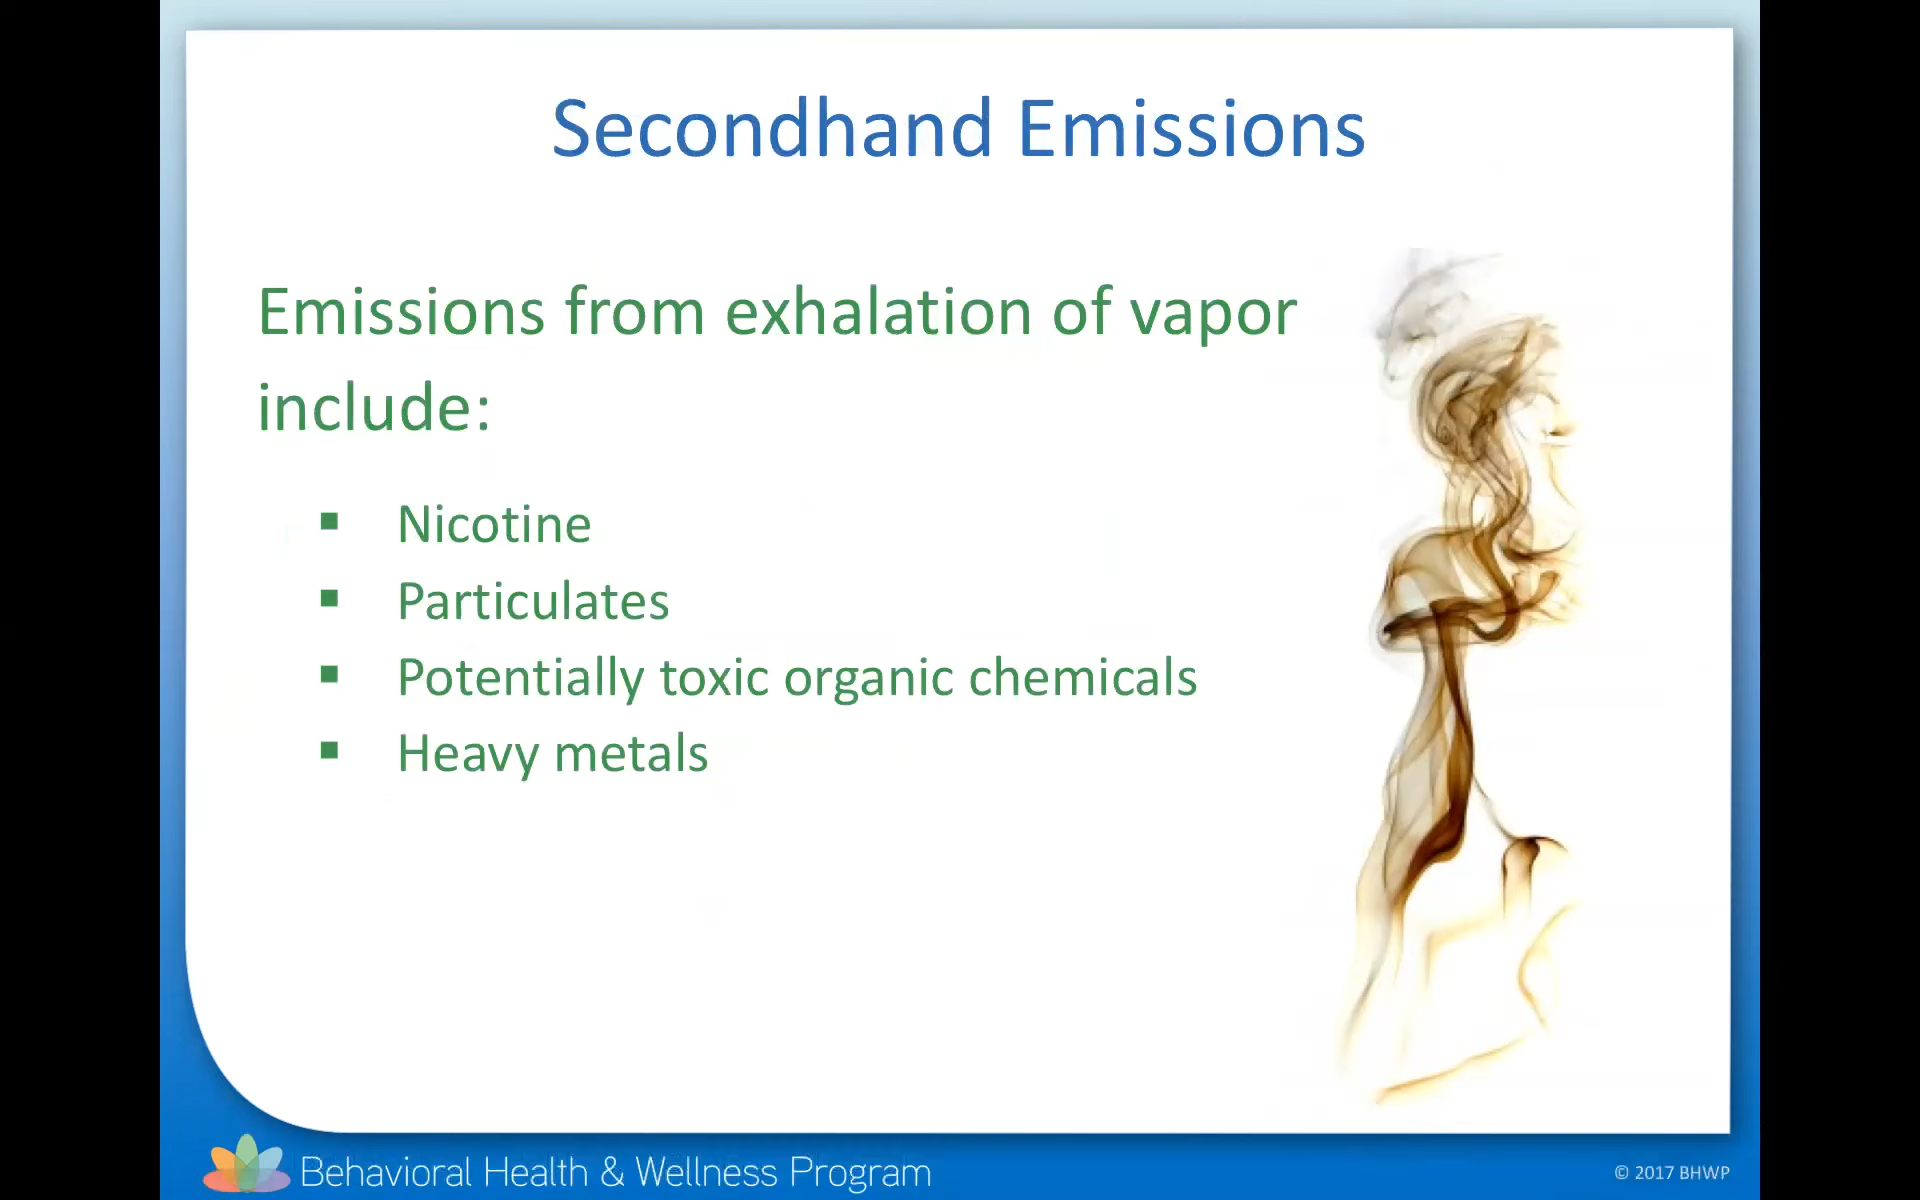 Secondhand Emissions
Emissions from exhalation of vapor
include:
▪ Nicotine
▪ Particulates
▪ Potentially toxic organic chemicals
▪ Heavy metals
Behavioral Health & Wellness Program
© 2017 BHWP